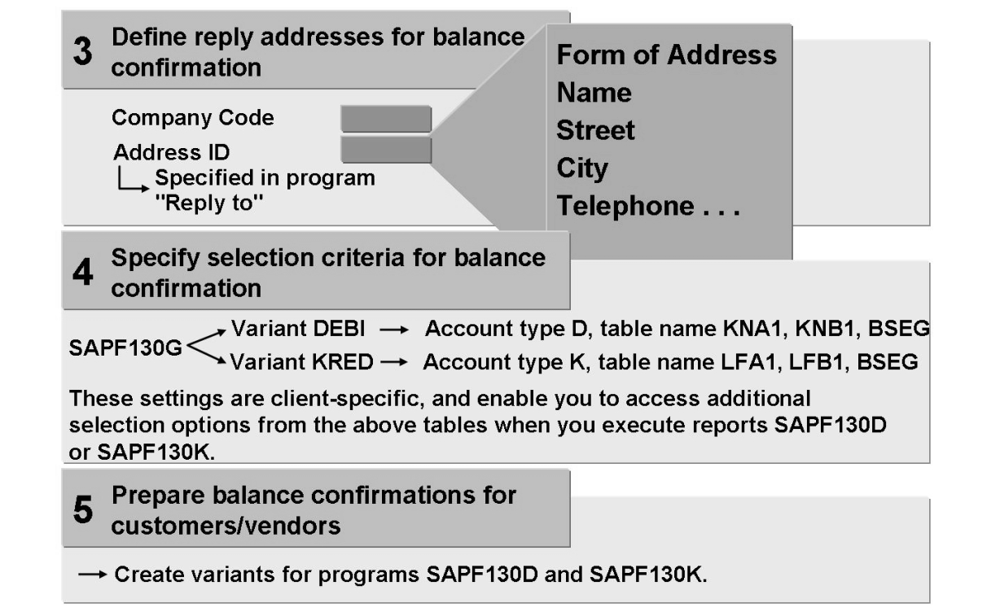 3 Define reply addresses for balance
confirmation
Company Code
Address ID
Specified in program
"Reply to"
Form of Address
Name
Street
City
Telephone . . .
4 Specify selection criteria for balance
confirmation
SAPF130G
Variant DEBI → Account type D, table name KNA1, KNB1, BSEG
Variant KRED → Account type K, table name LFA1, LFB1, BSEG
These settings are client-specific, and enable you to access additional
selection options from the above tables when you execute reports SAPF130D
or SAPF130K.
5 Prepare balance confirmations for
customers/vendors
→ Create variants for programs SAPF130D and SAPF130K.